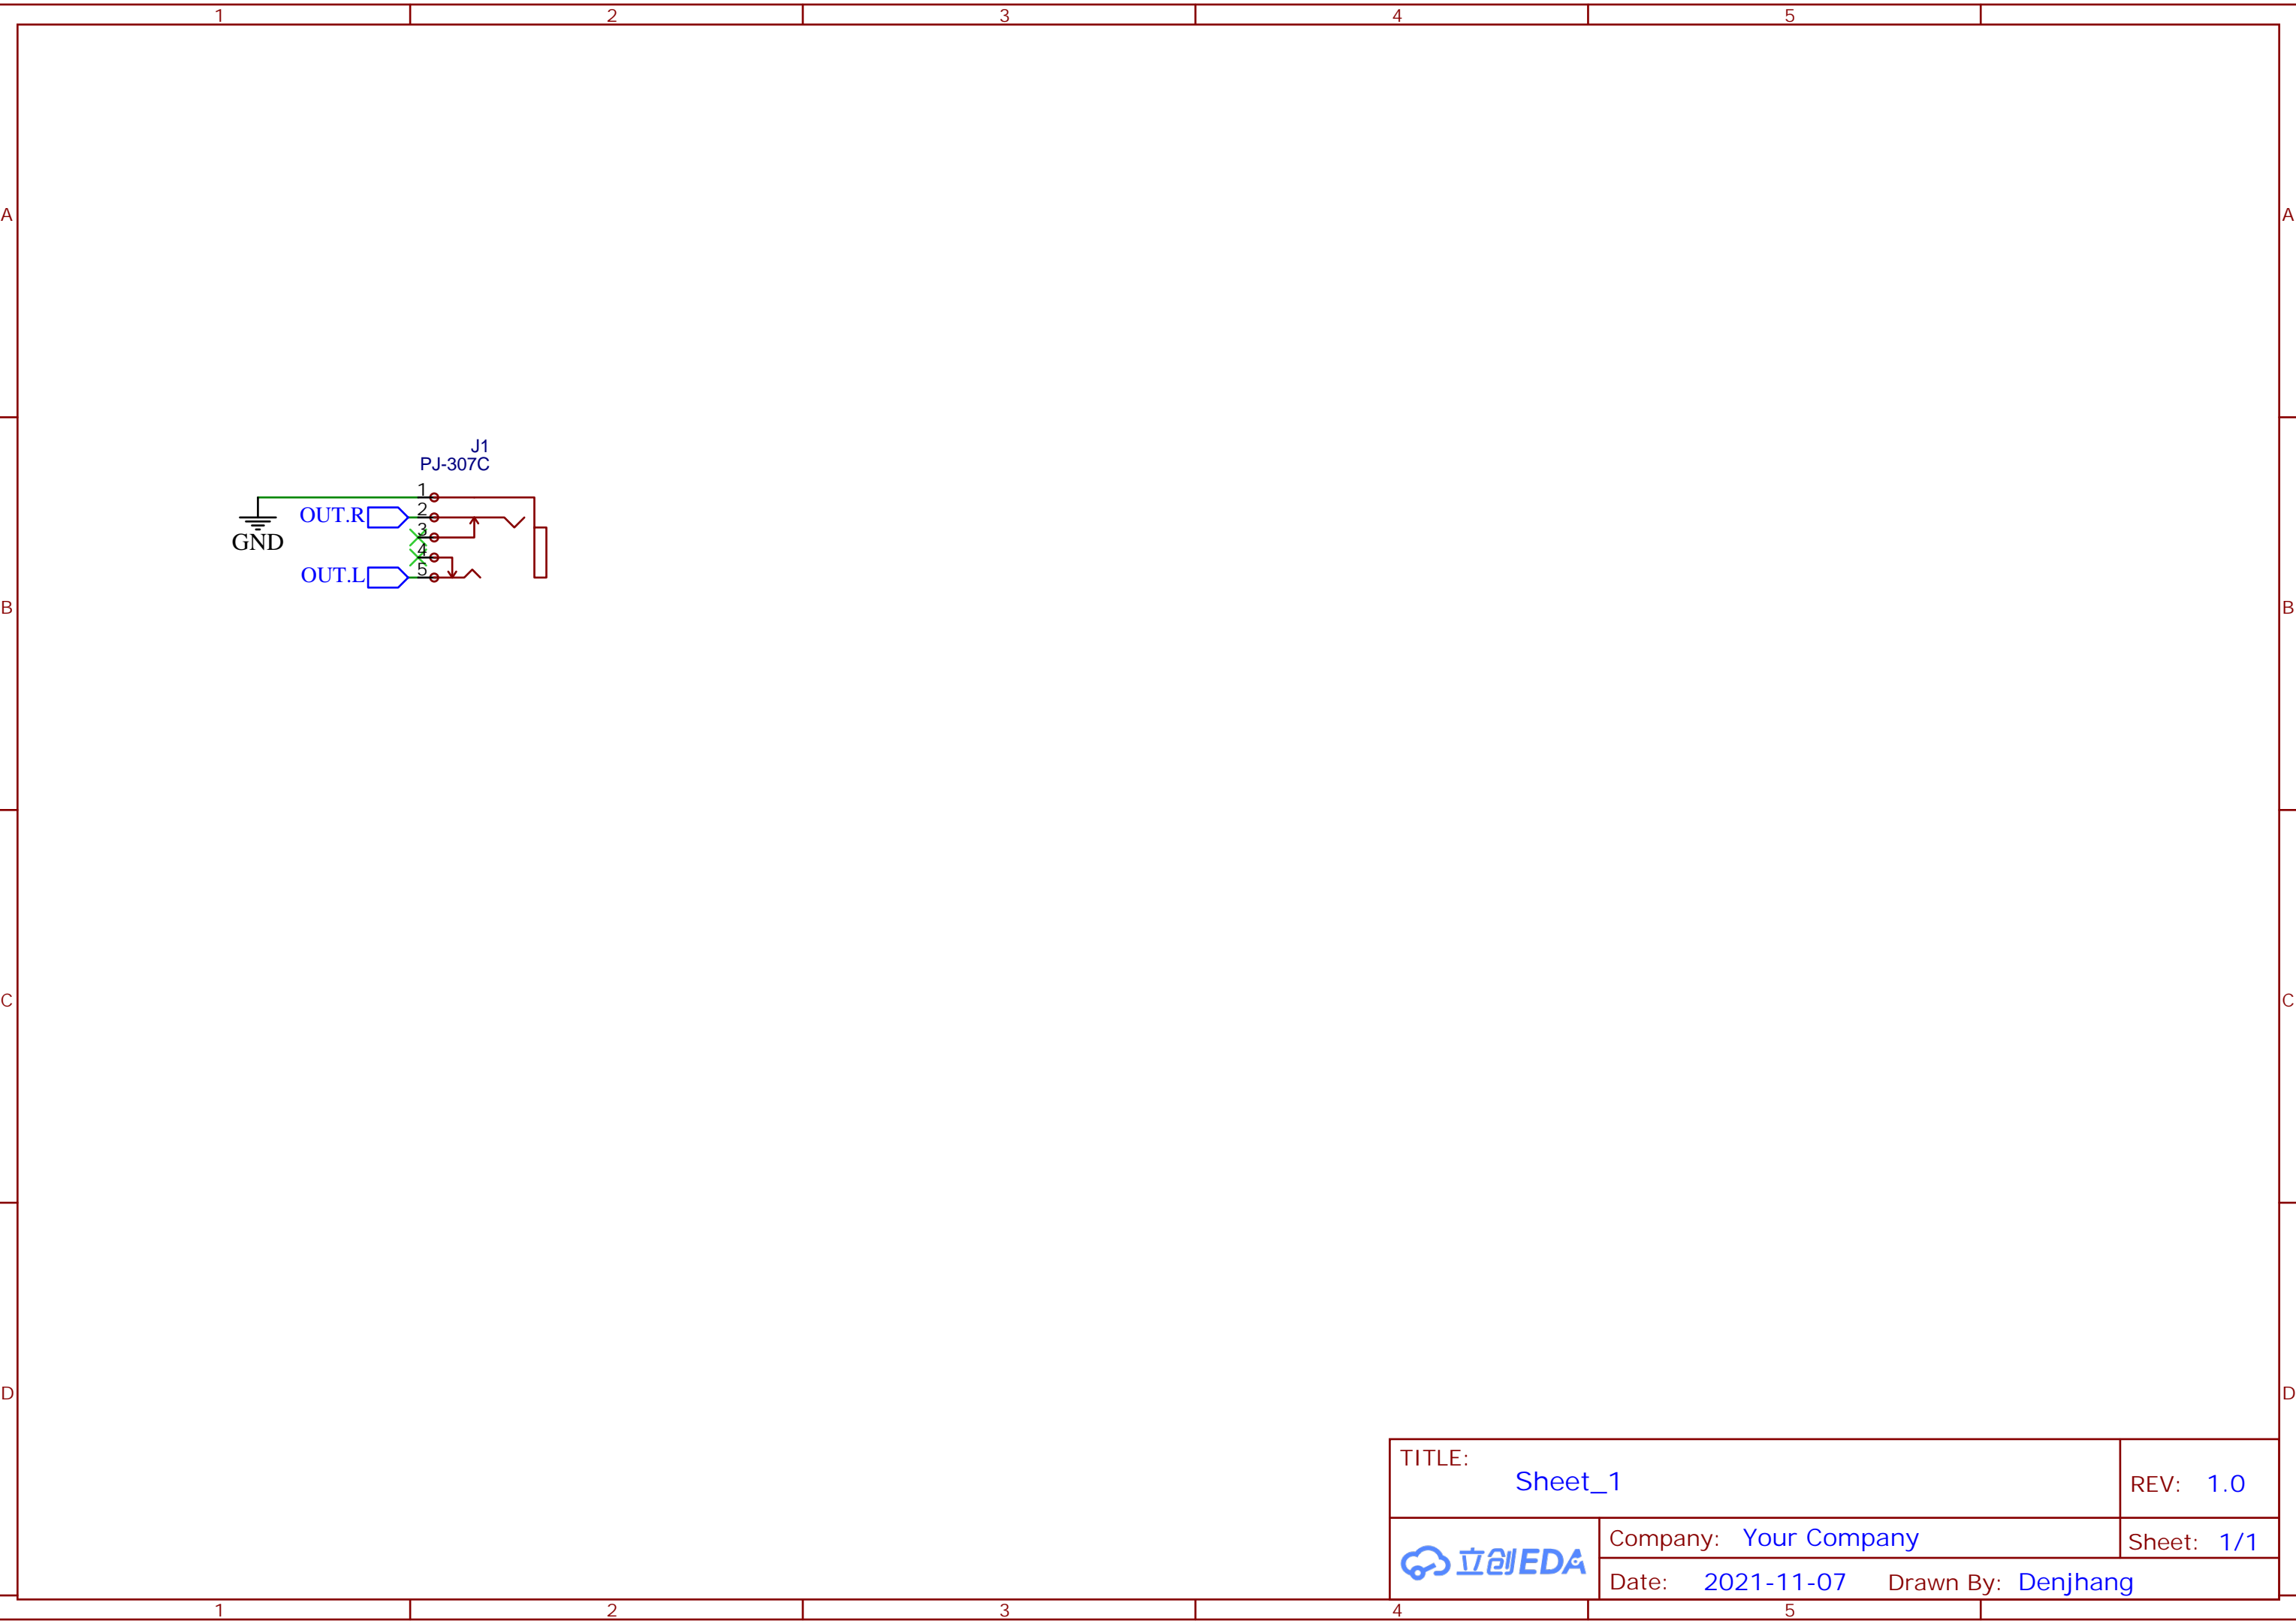 1 2 3 4 5
A A
J1
PJ-307C
1
2
OUT.R
3
GND
4
5
OUT.L
B B
C C
D D
TITLE:
Sheet_1
REV: 1.0
立创EDA
Company: Your Company
Sheet: 1/1
Date: 2021-11-07 Drawn By: Denjhang
1 2 3 4 5